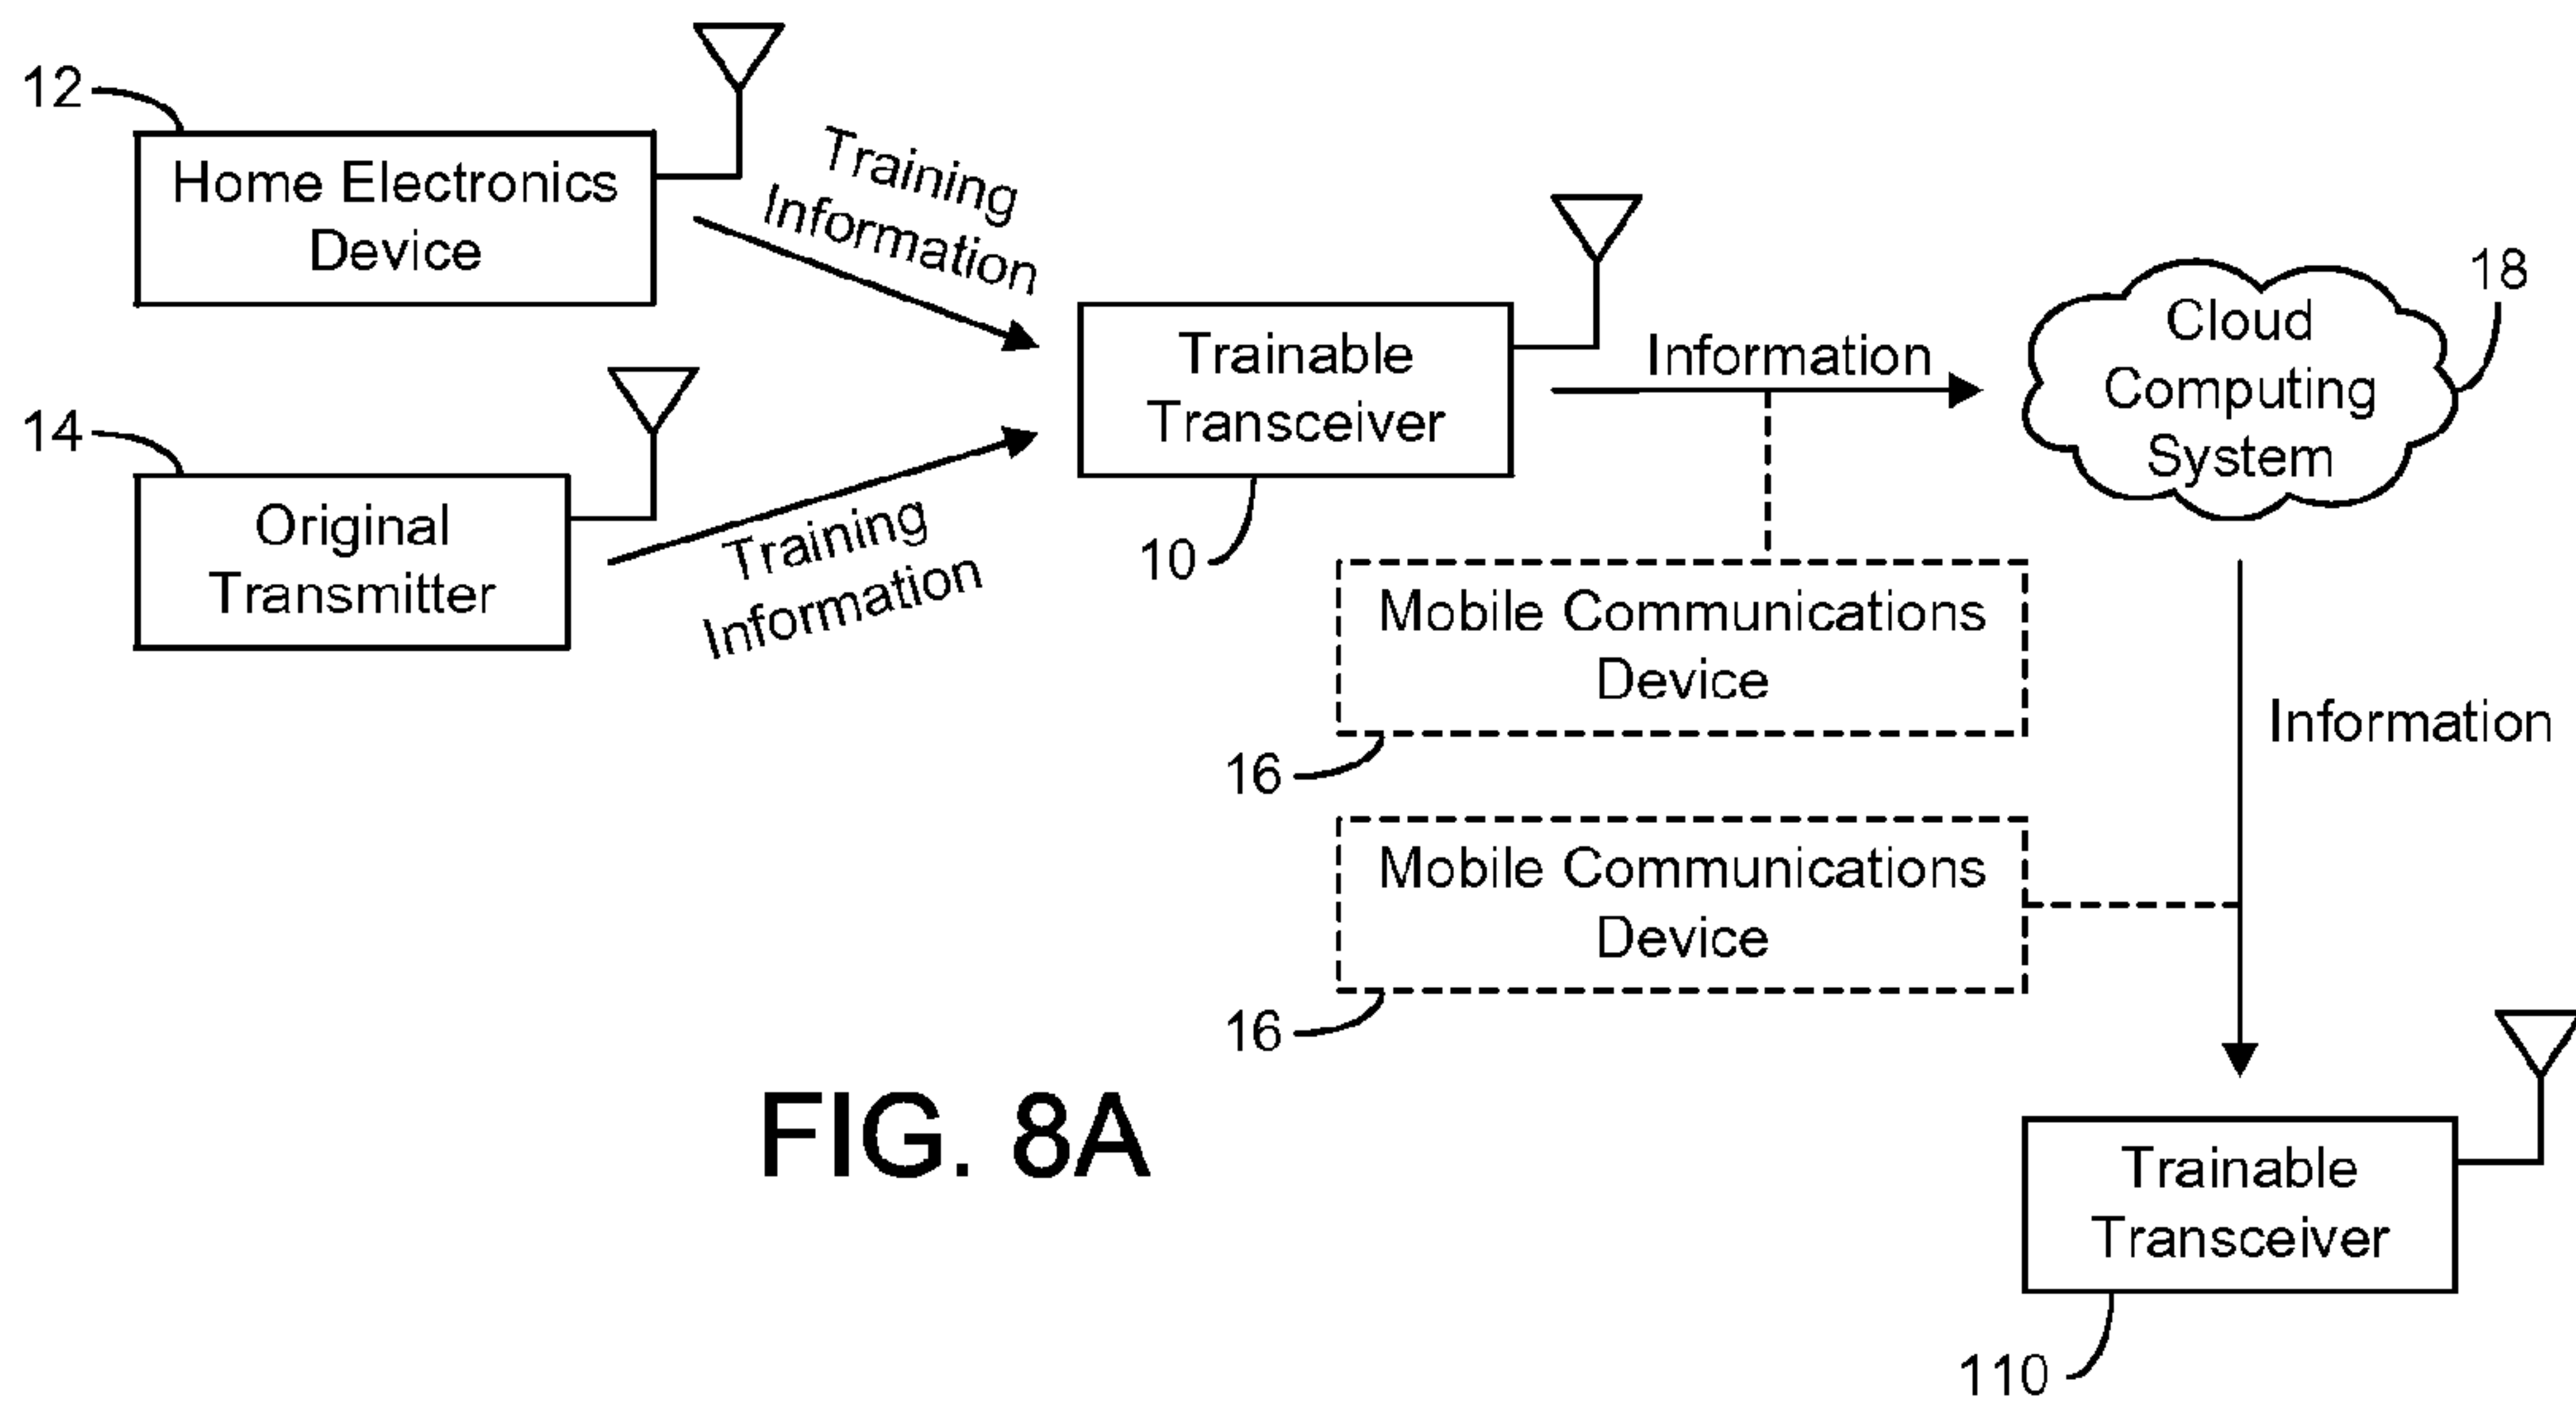 12
Home Electronics
Device
Training
Information
14
Original
Transmitter
Training
Information
Trainable
Transceiver
10
Information
Cloud
Computing
System
18
Mobile Communications
Device
16
Information
Mobile Communications
Device
16
Trainable
Transceiver
110
FIG. 8A